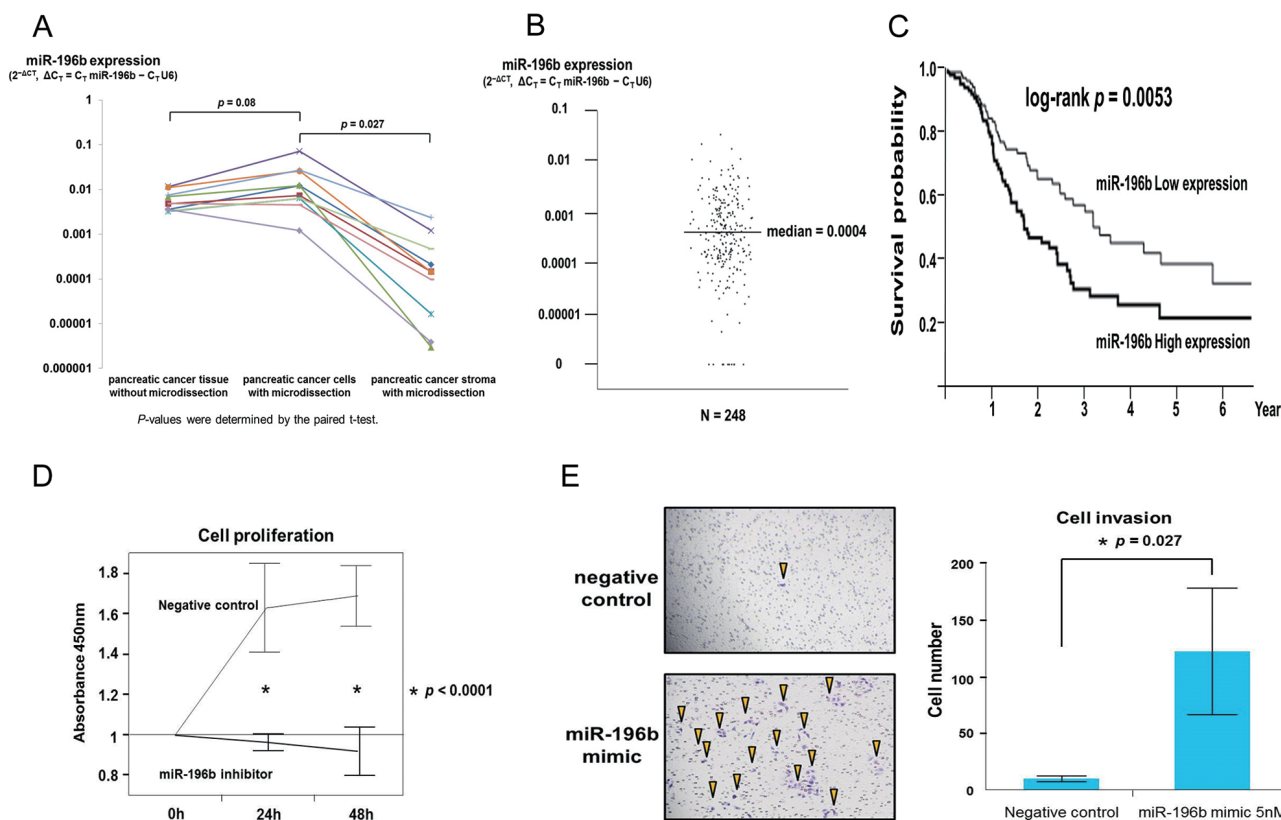 A
miR-196b expression
(2⁻ΔCT, ΔCT = CT miR-196b − CT U6)
p = 0.08
p = 0.027
1
0.1
0.01
0.001
0.0001
0.00001
0.000001
pancreatic cancer tissue
without microdissection
pancreatic cancer cells
with microdissection
pancreatic cancer stroma
with microdissection
P-values were determined by the paired t-test.
B
miR-196b expression
(2⁻ΔCT, ΔCT = CT miR-196b − CT U6)
0.1
0.01
0.001
0.0001
0.00001
0
median = 0.0004
N = 248
C
Survival probability
1.0
0.8
0.6
0.4
0.2
log-rank p = 0.0053
miR-196b Low expression
miR-196b High expression
1 2 3 4 5 6 Year
D
Cell proliferation
Absorbance 450nm
1.8
1.6
1.4
1.2
1
0.8
Negative control
* *
* p < 0.0001
miR-196b inhibitor
0h 24h 48h
E
negative
control
miR-196b
mimic
Cell invasion
* p = 0.027
Cell number
200
150
100
50
0
Negative control
miR-196b mimic 5nM